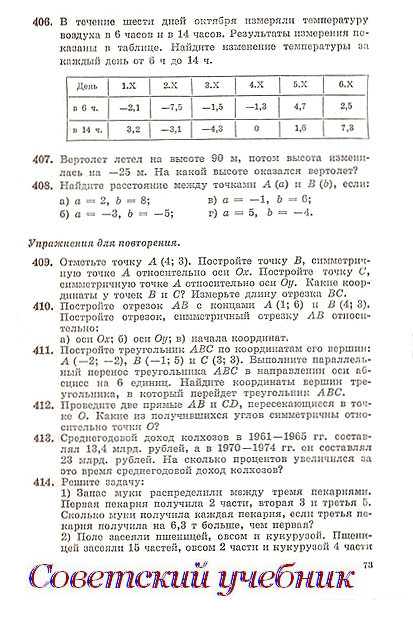 406. В течение шести дней октября измеряли температуру
воздуха в 6 часов и в 14 часов. Результаты измерения по-
казаны в таблице. Найдите изменение температуры за
каждый день от 6 ч до 14 ч.
День 1.X 2.X 3.X 4.X 5.X 6.X
в 6 ч. −2,1 −7,5 −1,5 −1,3 4,7 2,5
в 14 ч. 3,2 −3,1 −4,3 0 1,6 7,3
407. Вертолет летел на высоте 90 м, потом высота измени-
лась на −25 м. На какой высоте оказался вертолет?
408. Найдите расстояние между точками A (a) и B (b), если:
а) a = 2, b = 8; в) a = −1, b = 6;
б) a = −3, b = −5; г) a = 5, b = −4.
Упражнения для повторения.
409. Отметьте точку A (4; 3). Постройте точку B, симметрич-
ную точке A относительно оси Ox. Постройте точку C,
симметричную точке A относительно оси Oy. Какие коор-
динаты у точек B и C? Измерьте длину отрезка BC.
410. Постройте отрезок AB с концами A (1; 6) и B (4; 3).
Постройте отрезок, симметричный отрезку AB относи-
тельно:
а) оси Ox; б) оси Oy; в) начала координат.
411. Постройте треугольник ABC по координатам его вершин:
A (−2; −2), B (−1; 5) и C (3; 3). Выполните параллель-
ный перенос треугольника ABC в направлении оси аб-
сцисс на 6 единиц. Найдите координаты вершин тре-
угольника, в который перейдет треугольник ABC.
412. Проведите две прямые AB и CD, пересекающиеся в точ-
ке O. Какие из получившихся углов симметричны отно-
сительно точки O?
413. Среднегодовой доход колхозов в 1961—1965 гг. состав-
лял 13,4 млрд. рублей, а в 1970—1974 гг. он составлял
23 млрд. рублей. На сколько процентов увеличился за
это время среднегодовой доход колхозов?
414. Решите задачу:
1) Запас муки распределили между тремя пекарнями.
Первая пекарня получила 2 части, вторая 3 и третья 5.
Сколько муки получила каждая пекарня, если третья пе-
карня получила на 6,3 т больше, чем первая?
2) Поле засеяли пшеницей, овсом и кукурузой. Пшени-
цей засеяли 15 частей, овсом 2 части и кукурузой 4 части
73
Советский учебник